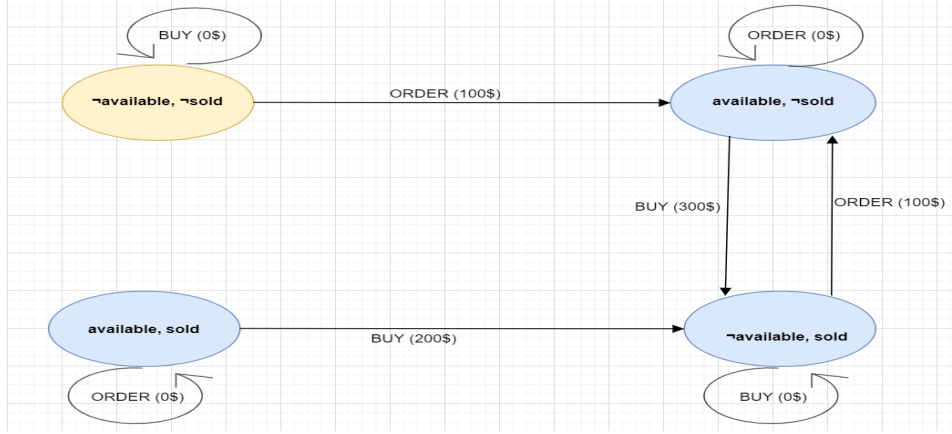 BUY (0$)
ORDER (0$)
¬available, ¬sold
ORDER (100$)
available, ¬sold
BUY (300$)
ORDER (100$)
available, sold
BUY (200$)
¬available, sold
ORDER (0$)
BUY (0$)